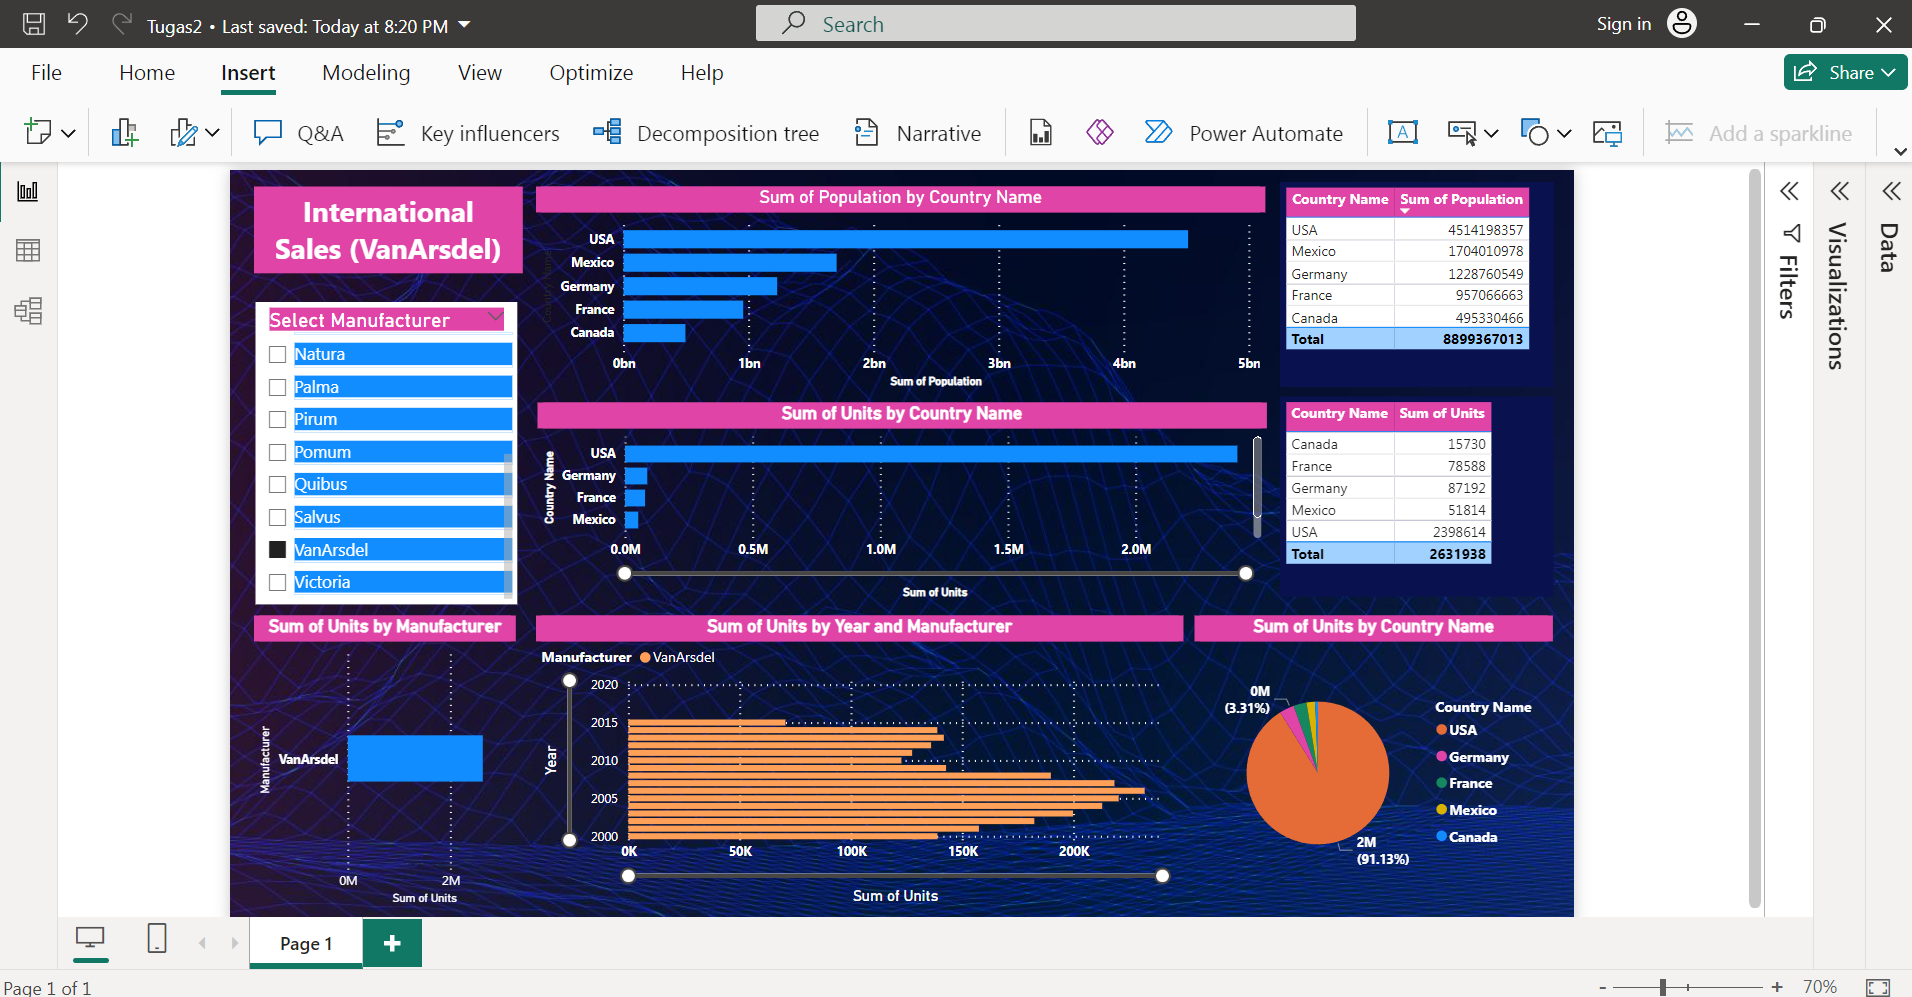 Tugas2 • Last saved: Today at 8:20 PM
Search
Sign in
File Home Insert Modeling View Optimize Help
Share
Q&A Key influencers Decomposition tree Narrative Power Automate Add a sparkline
International
Sales (VanArsdel)
Select Manufacturer
Natura
Palma
Pirum
Pomum
Quibus
Salvus
VanArsdel
Victoria
Sum of Population by Country Name
Country Name
USA
Mexico
Germany
France
Canada
0bn 1bn 2bn 3bn 4bn 5bn
Sum of Population
Country Name Sum of Population
USA 4514198357
Mexico 1704010978
Germany 1228760549
France 957066663
Canada 495330466
Total 8899367013
Sum of Units by Country Name
Country Name
USA
Germany
France
Mexico
0.0M 0.5M 1.0M 1.5M 2.0M
Sum of Units
Country Name Sum of Units
Canada 15730
France 78588
Germany 87192
Mexico 51814
USA 2398614
Total 2631938
Sum of Units by Manufacturer
Manufacturer
VanArsdel
0M 2M
Sum of Units
Sum of Units by Year and Manufacturer
Manufacturer VanArsdel
Year
2020
2015
2010
2005
2000
0K 50K 100K 150K 200K
Sum of Units
Sum of Units by Country Name
0M
(3.31%)
2M
(91.13%)
Country Name
USA
Germany
France
Mexico
Canada
Filters
Visualizations
Data
Page 1
Page 1 of 1
- + 70%